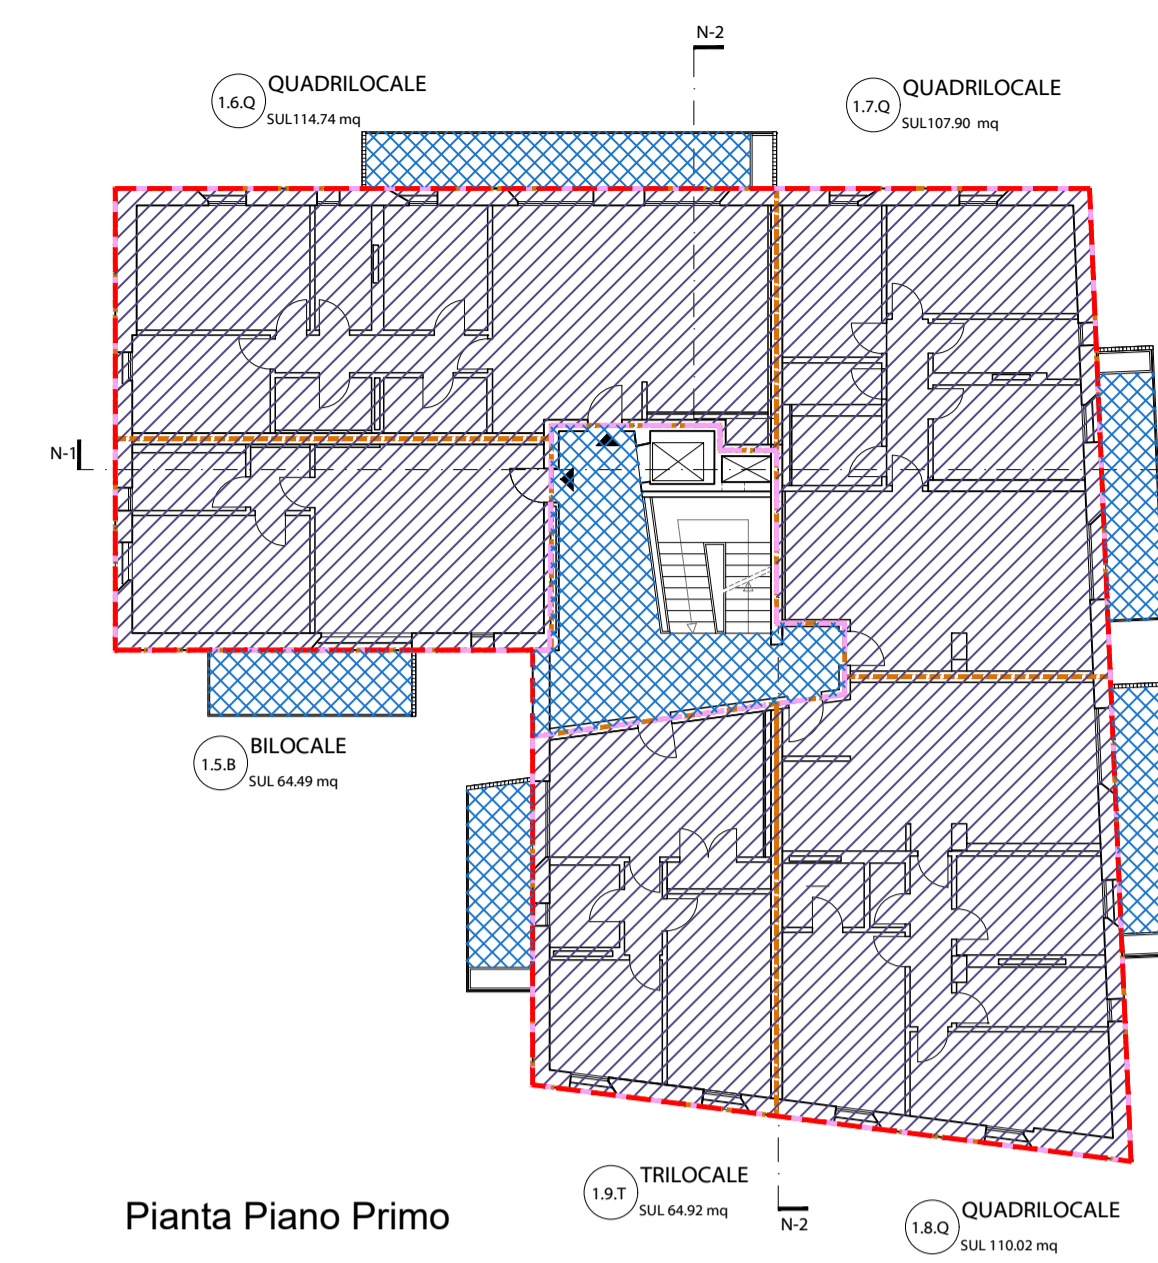 N-2
1.6.Q QUADRILOCALE
SUL114.74 mq
1.7.Q QUADRILOCALE
SUL107.90 mq
N-1
1.5.B BILOCALE
SUL 64.49 mq
1.9.T TRILOCALE
SUL 64.92 mq
N-2
1.8.Q QUADRILOCALE
SUL 110.02 mq
Pianta Piano Primo